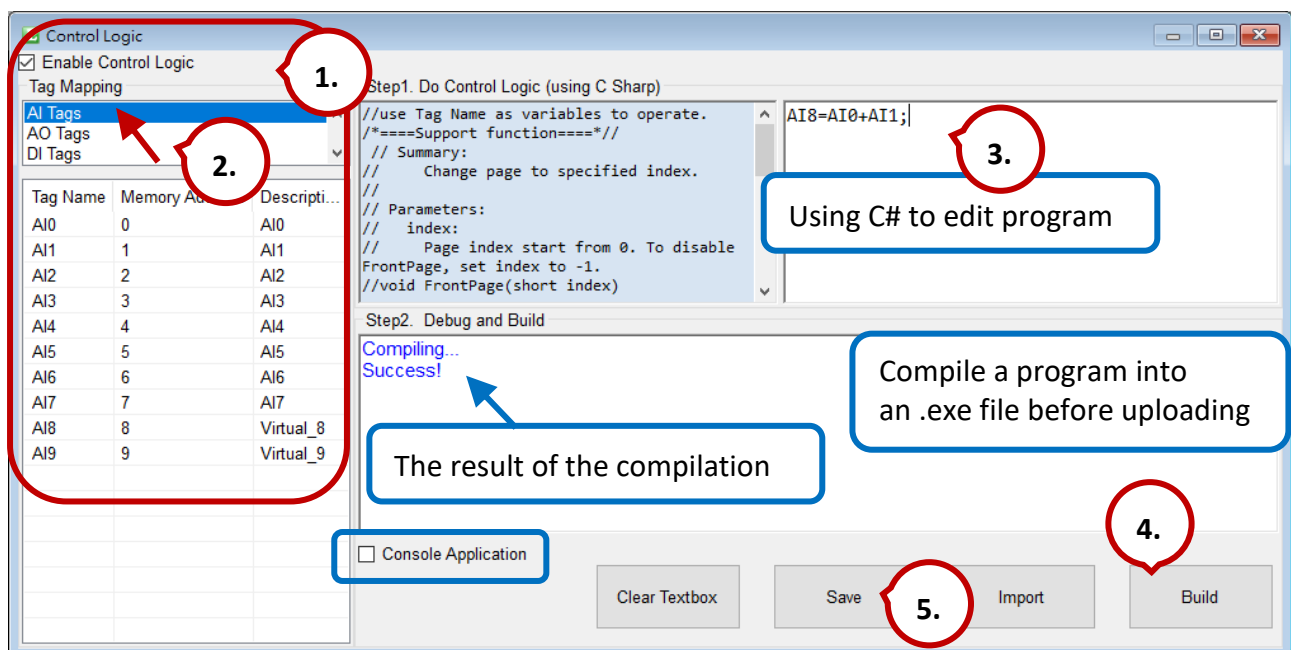 Control Logic
Enable Control Logic
1.
Tag Mapping
AI Tags
AO Tags
DI Tags
2.
Tag Name Memory Descripti...
AI0 0 AI0
AI1 1 AI1
AI2 2 AI2
AI3 3 AI3
AI4 4 AI4
AI5 5 AI5
AI6 6 AI6
AI7 7 AI7
AI8 8 Virtual_8
AI9 9 Virtual_9
Step1. Do Control Logic (using C Sharp)
//use Tag Name as variables to operate.
/*====Support function====*//
// Summary:
// Change page to specified index.
//
// Parameters:
// index:
// Page index start from 0. To disable
FrontPage, set index to -1.
//void FrontPage(short index)
AI8=AI0+AI1;
3.
Using C# to edit program
Step2. Debug and Build
Compiling...
Success!
The result of the compilation
Compile a program into
an .exe file before uploading
Console Application
4.
Clear Textbox
Save
5.
Import
Build